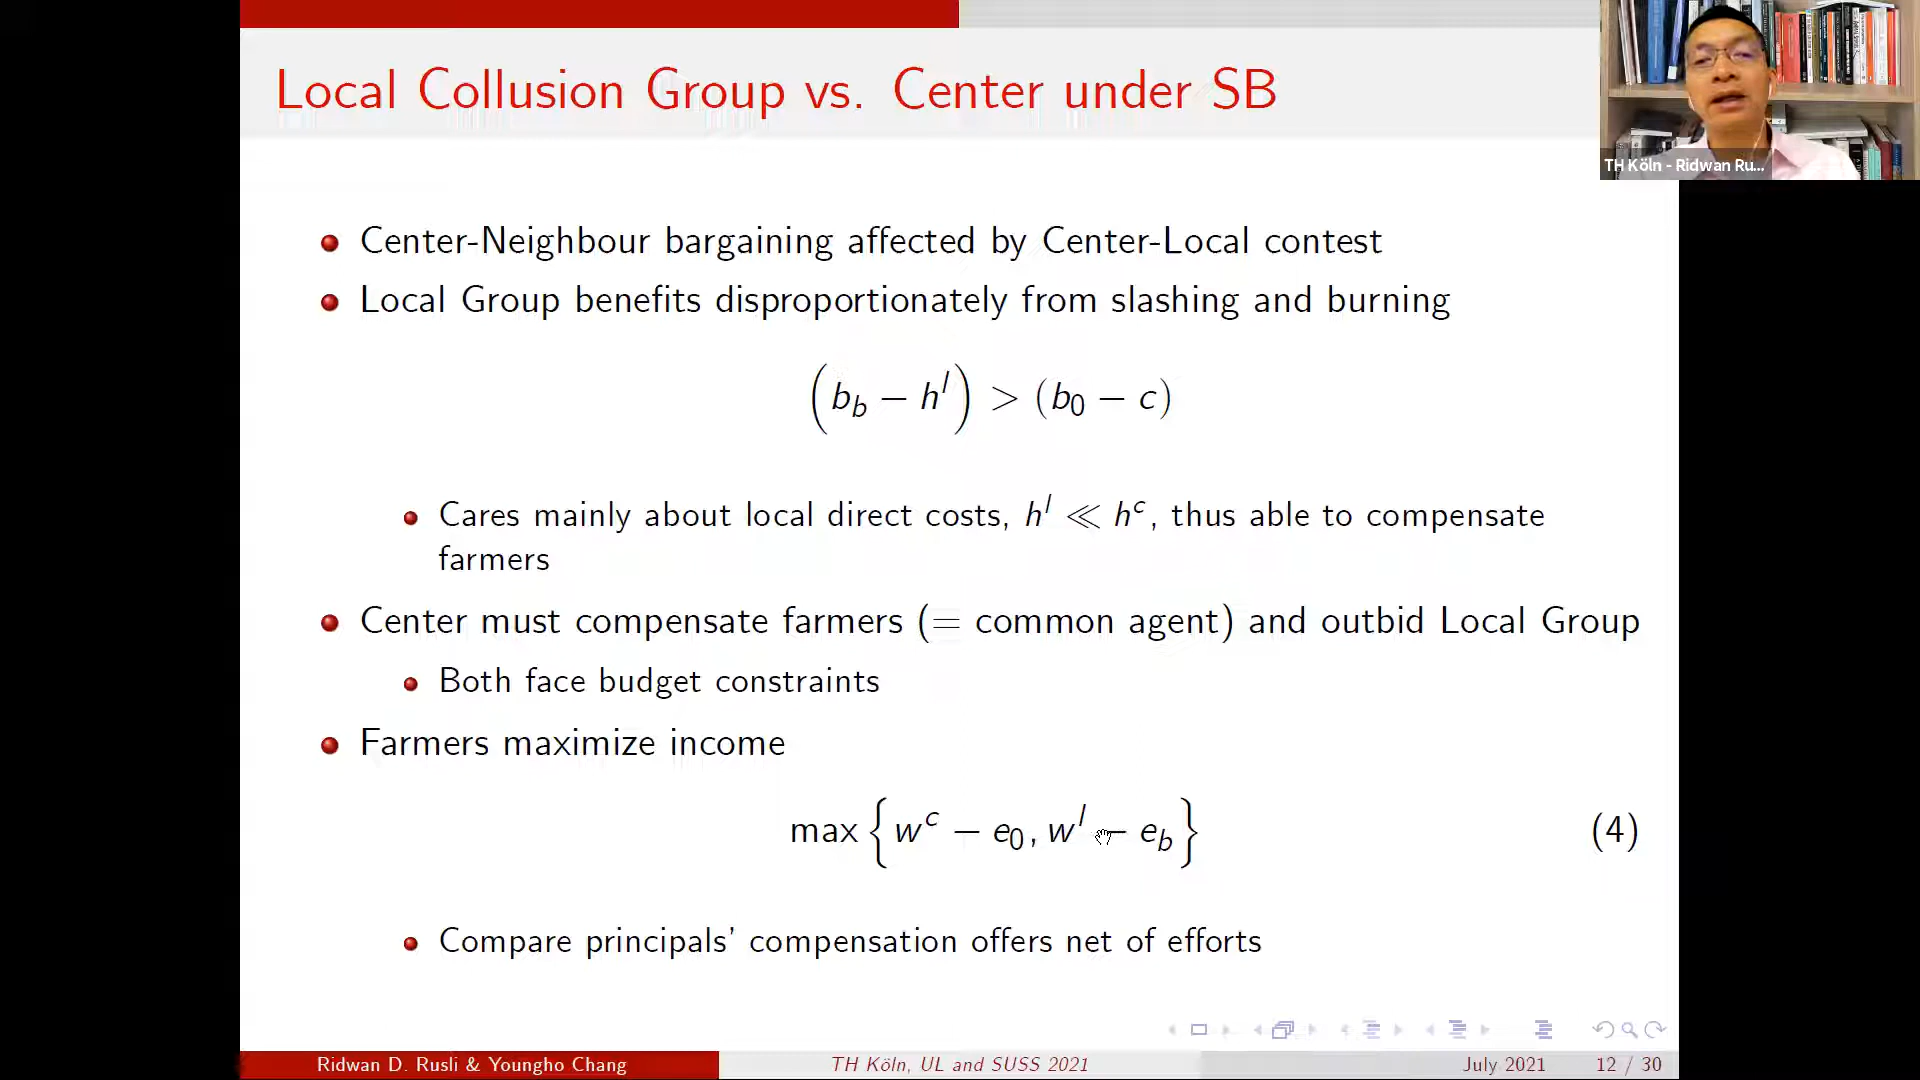 Local Collusion Group vs. Center under SB
TH Köln - Ridwan Ru...
Center-Neighbour bargaining affected by Center-Local contest
Local Group benefits disproportionately from slashing and burning
(b_b − h^l) > (b_0 − c)
Cares mainly about local direct costs, h^l ≪ h^c, thus able to compensate
farmers
Center must compensate farmers (= common agent) and outbid Local Group
Both face budget constraints
Farmers maximize income
max {w^c − e_0, w^l − e_b} (4)
Compare principals' compensation offers net of efforts
Ridwan D. Rusli & Youngho Chang TH Köln, UL and SUSS 2021 July 2021 12 / 30